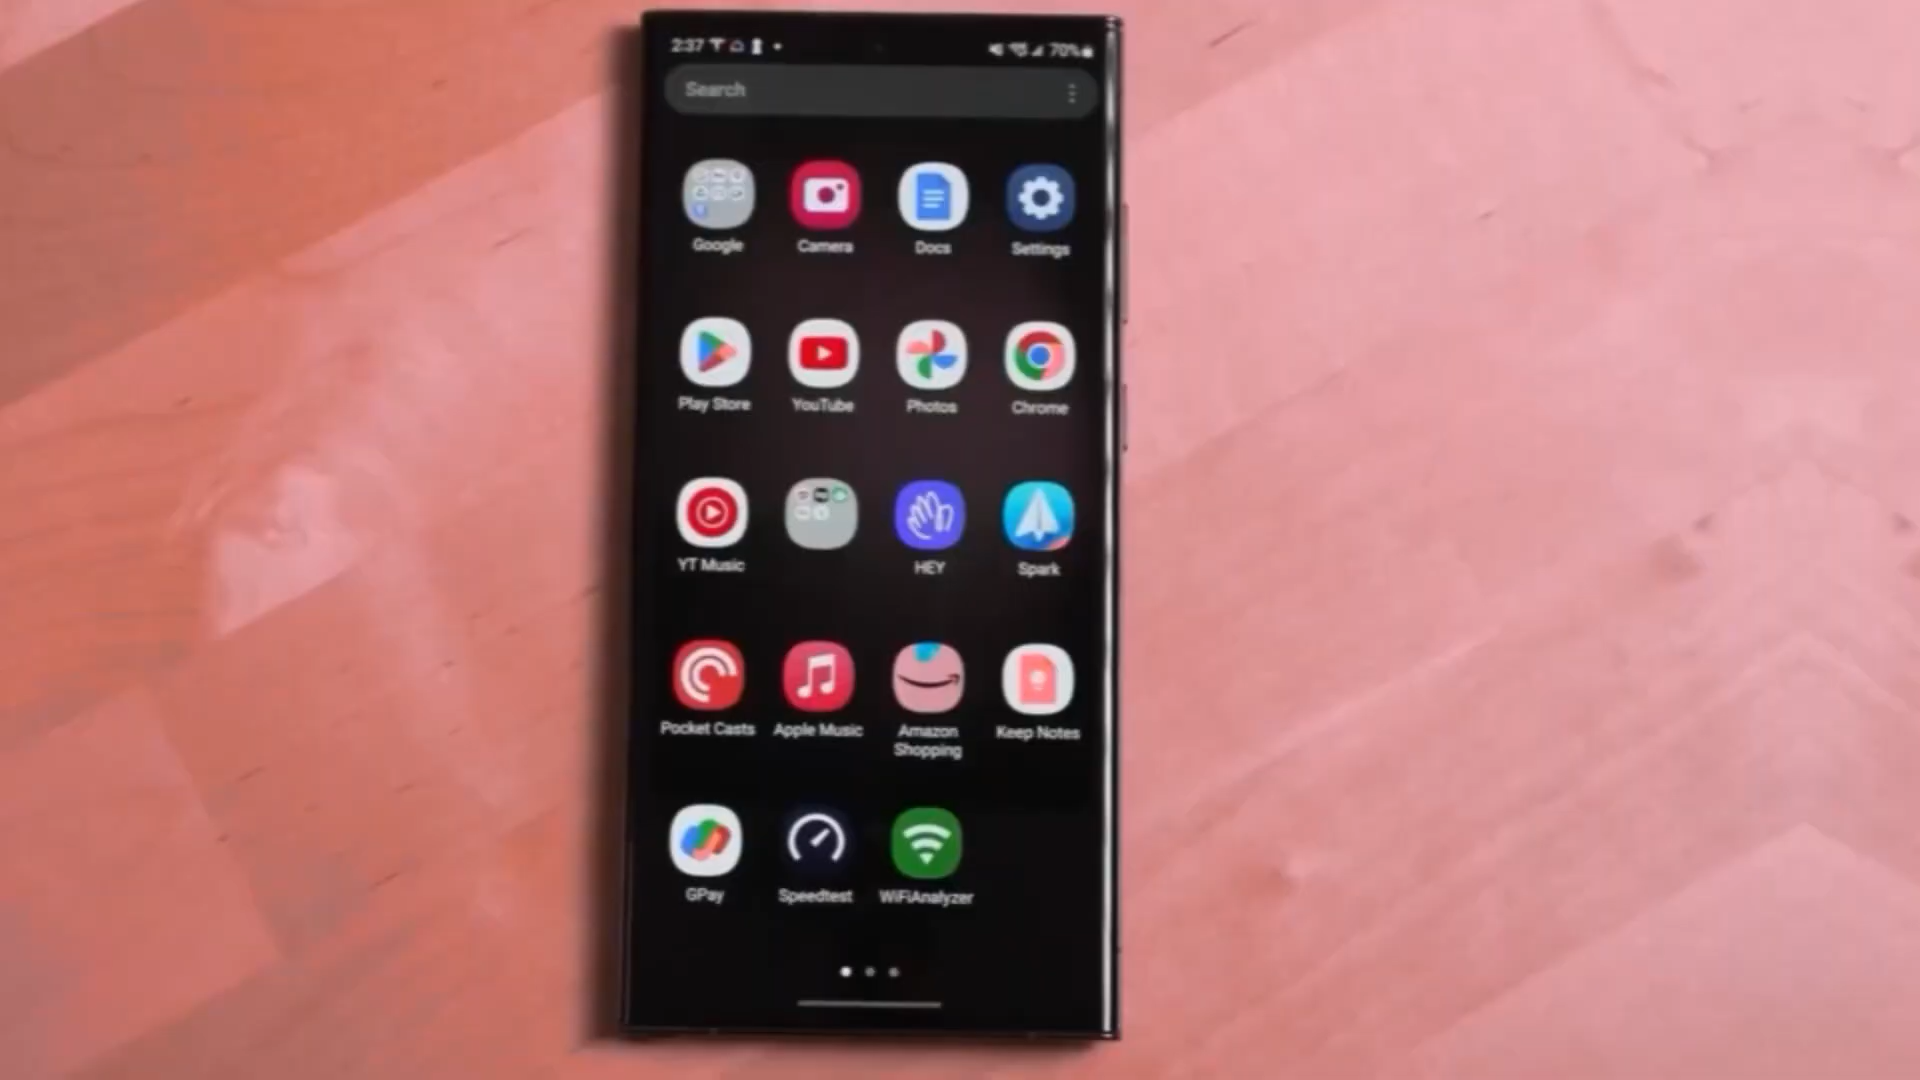 2:37 70%
Search
Google Camera Docs Settings
Play Store YouTube Photos Chrome
YT Music HEY Spark
Pocket Casts Apple Music Amazon Shopping Keep Notes
GPay Speedtest WiFiAnalyzer